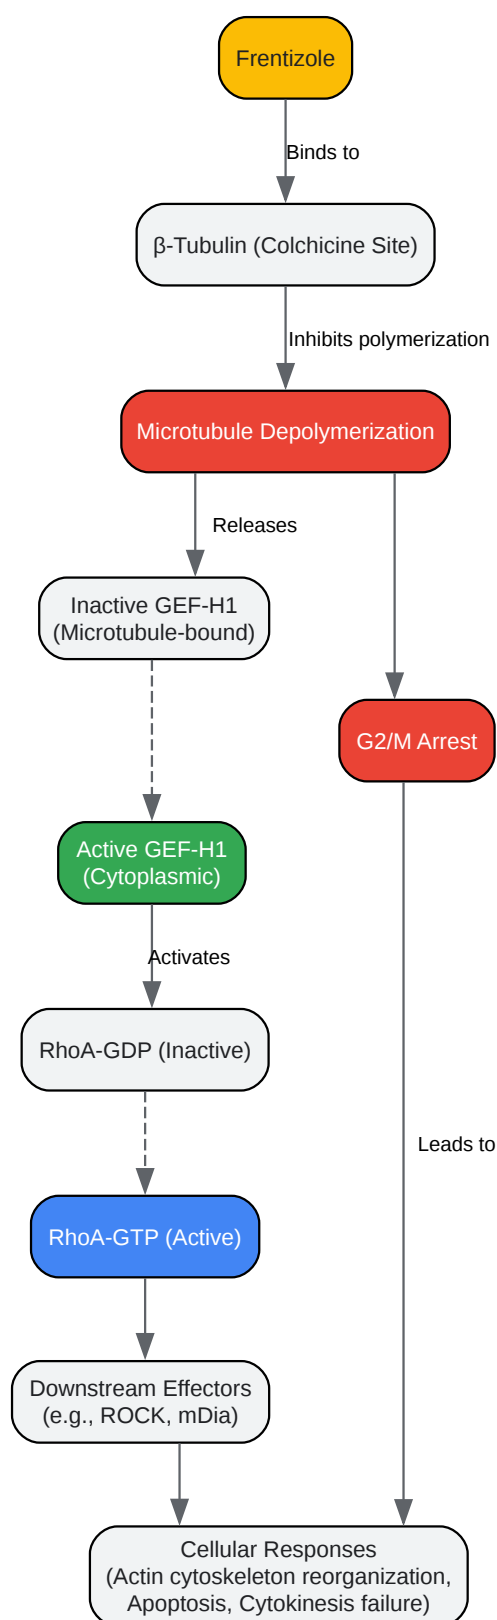 Frentizole
Binds to
β-Tubulin (Colchicine Site)
Inhibits polymerization
Microtubule Depolymerization
Releases
Inactive GEF-H1
(Microtubule-bound)
G2/M Arrest
Active GEF-H1
(Cytoplasmic)
Activates
RhoA-GDP (Inactive)
Leads to
RhoA-GTP (Active)
Downstream Effectors
(e.g., ROCK, mDia)
Cellular Responses
(Actin cytoskeleton reorganization,
Apoptosis, Cytokinesis failure)